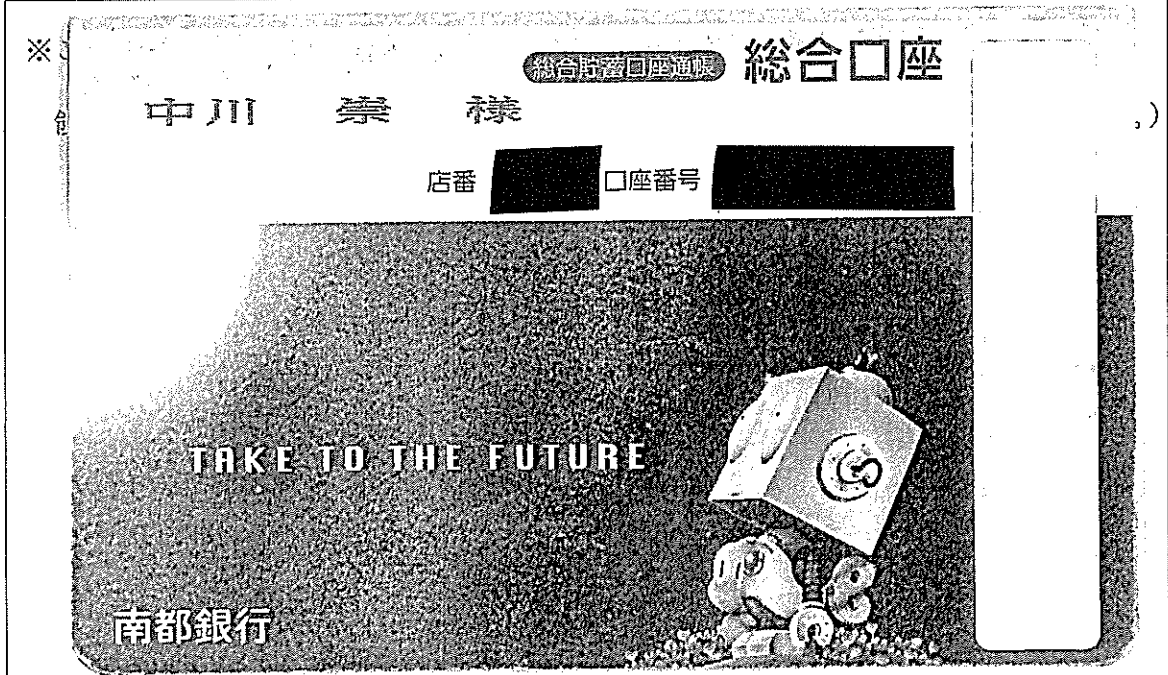 ※
総合貯蓄口座通帳 総合口座
中川 崇 様
。)
店番 口座番号
TAKE TO THE FUTURE
南都銀行